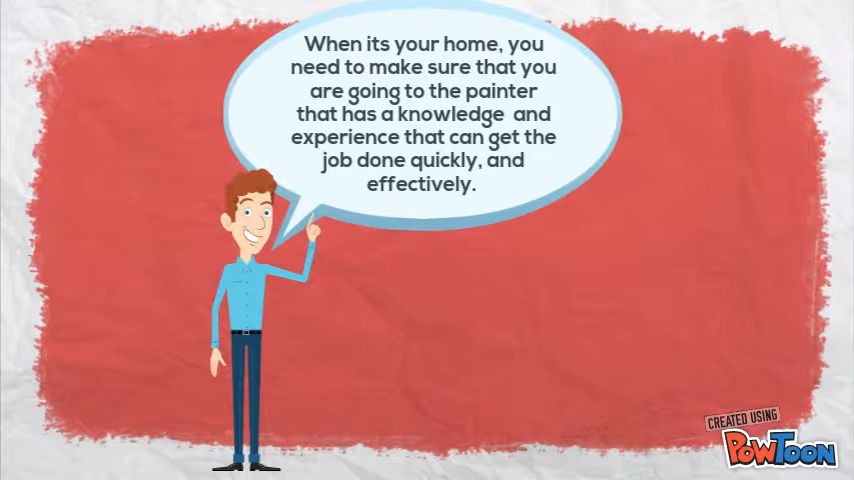 When its your home, you
need to make sure that you
are going to the painter
that has a knowledge and
experience that can get the
job done quickly, and
effectively.
CREATED USING
POWTOON